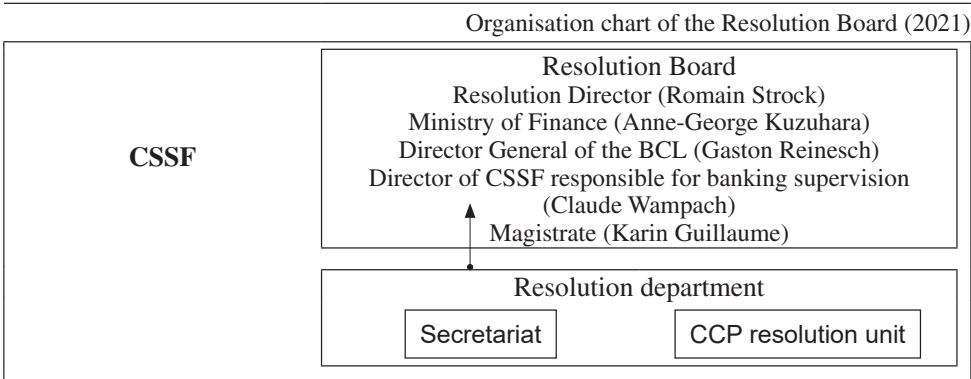 Organisation chart of the Resolution Board (2021)
CSSF
Resolution Board
Resolution Director (Romain Strock)
Ministry of Finance (Anne-George Kuzuhara)
Director General of the BCL (Gaston Reinesch)
Director of CSSF responsible for banking supervision
(Claude Wampach)
Magistrate (Karin Guillaume)
Resolution department
Secretariat
CCP resolution unit